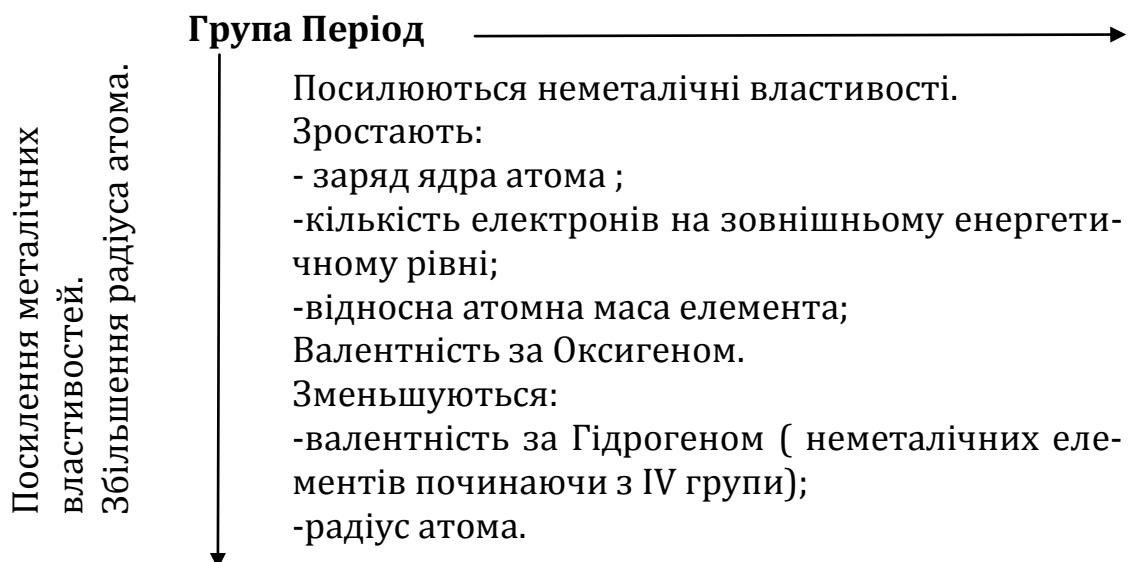 Група Період
Посилення металічних
властивостей.
Збільшення радіуса атома.
Посилюються неметалічні властивості.
Зростають:
- заряд ядра атома ;
-кількість електронів на зовнішньому енергети-
чному рівні;
-відносна атомна маса елемента;
Валентність за Оксигеном.
Зменшуються:
-валентність за Гідрогеном ( неметалічних еле-
ментів починаючи з IV групи);
-радіус атома.